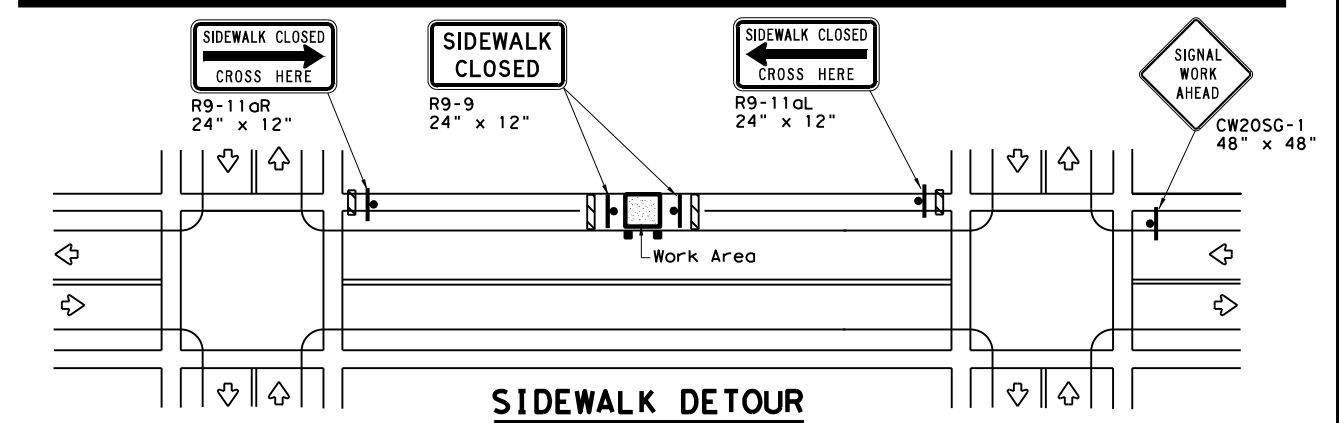 SIDEWALK CLOSED
CROSS HERE
R9-11aR
24" x 12"
SIDEWALK
CLOSED
R9-9
24" x 12"
SIDEWALK CLOSED
CROSS HERE
R9-11aL
24" x 12"
SIGNAL
WORK
AHEAD
CW20SG-1
48" x 48"
Work Area
SIDEWALK DETOUR